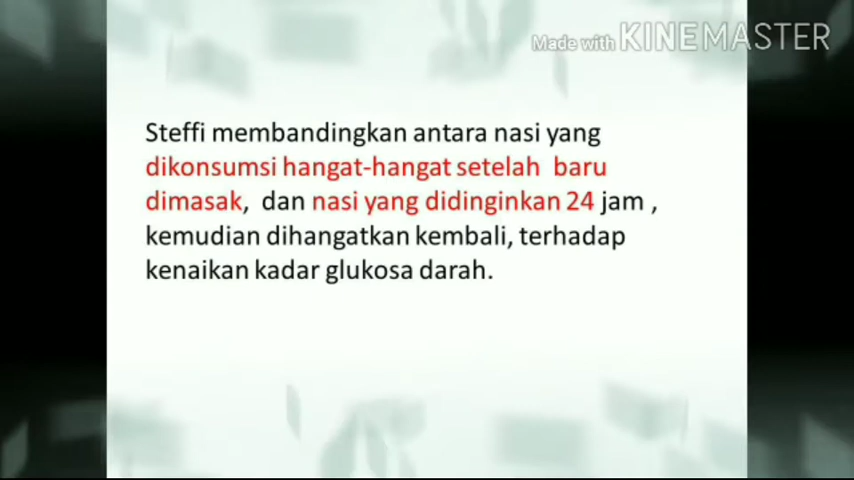 Made with KINEMASTER
Steffi membandingkan antara nasi yang
dikonsumsi hangat-hangat setelah baru
dimasak, dan nasi yang didinginkan 24 jam ,
kemudian dihangatkan kembali, terhadap
kenaikan kadar glukosa darah.